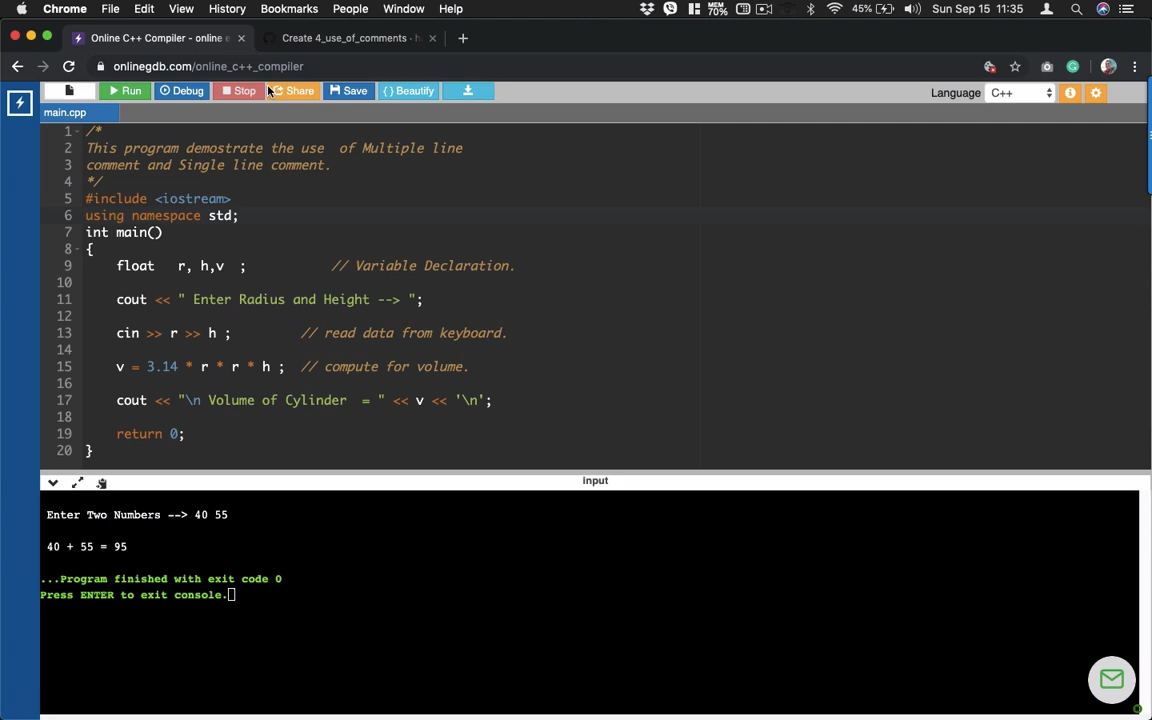 Chrome File Edit View History Bookmarks People Window Help MEM 70% 45% Sun Sep 15 11:35
Online C++ Compiler - online e Create 4_use_of_comments · h
onlinegdb.com/online_c++_compiler
Run Debug Stop Share Save {} Beautify Language C++
main.cpp
1 /*
2 This program demostrate the use  of Multiple line
3 comment and Single line comment.
4 */
5 #include <iostream>
6 using namespace std;
7 int main()
8 {
9     float   r, h,v  ;           // Variable Declaration.
10
11     cout << " Enter Radius and Height --> ";
12
13     cin >> r >> h ;         // read data from keyboard.
14
15     v = 3.14 * r * r * h ;  // compute for volume.
16
17     cout << "\n Volume of Cylinder  = " << v << '\n';
18
19     return 0;
20 }
input
Enter Two Numbers --> 40 55
40 + 55 = 95
...Program finished with exit code 0
Press ENTER to exit console.